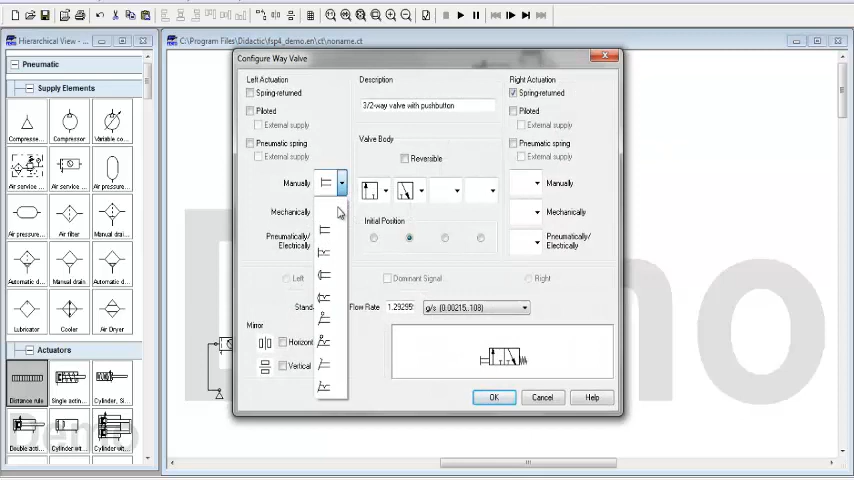 Hierarchical View - ...
C:\Program Files\Didactic\fsp4_demo.en\ct\noname.ct
Pneumatic
Supply Elements
Compresse...
Compressor
Variable co...
Air service ...
Air service ...
Air pressure...
Air pressure...
Air filter
Manual drai...
Automatic d...
Manual drain
Automatic d...
Lubricator
Cooler
Air Dryer
Actuators
Distance rule
Single actin...
Cylinder, Si...
Double acti...
Cylinder wit...
Cylinder wit...
Configure Way Valve
Left Actuation
Spring-returned
Piloted
External supply
Pneumatic spring
External supply
Manually
Mechanically
Pneumatically/
Electrically
Description
3/2-way valve with pushbutton
Valve Body
Reversible
Initial Position
Right Actuation
Spring-returned
Piloted
External supply
Pneumatic spring
External supply
Manually
Mechanically
Pneumatically/
Electrically
Left
Dominant Signal
Right
Stand
Flow Rate
g/s (0.00215..108)
Mirror
Horizont
Vertical
OK
Cancel
Help
Demo